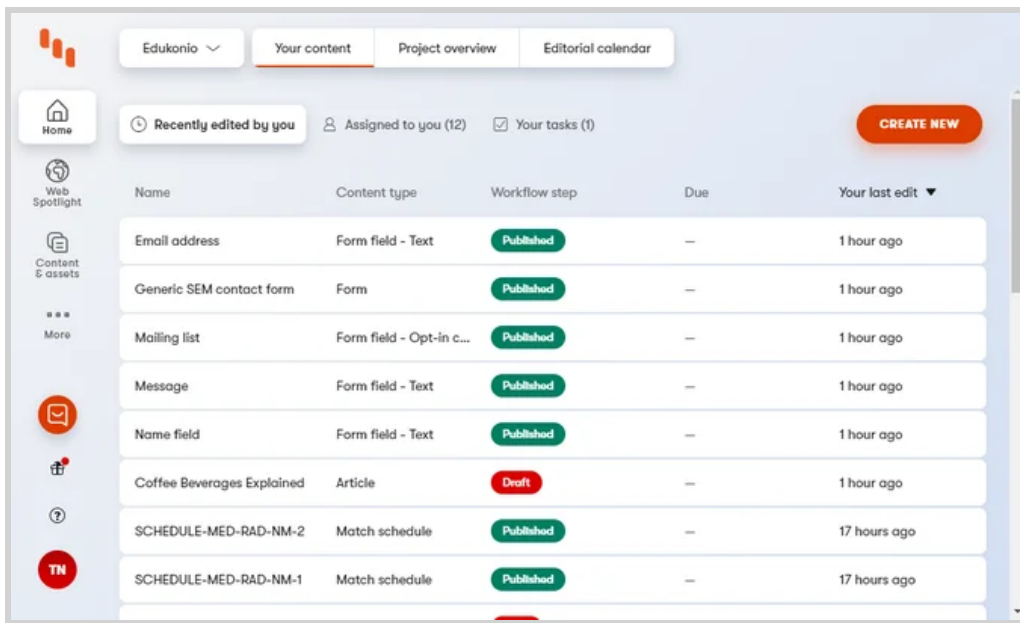 Edukonio
Your content
Project overview
Editorial calendar
Home
Web
Spotlight
Content
& assets
More
TN
Recently edited by you
Assigned to you (12)
Your tasks (1)
CREATE NEW
Name Content type Workflow step Due Your last edit
Email address Form field - Text Published — 1 hour ago
Generic SEM contact form Form Published — 1 hour ago
Mailing list Form field - Opt-in c... Published — 1 hour ago
Message Form field - Text Published — 1 hour ago
Name field Form field - Text Published — 1 hour ago
Coffee Beverages Explained Article Draft — 1 hour ago
SCHEDULE-MED-RAD-NM-2 Match schedule Published — 17 hours ago
SCHEDULE-MED-RAD-NM-1 Match schedule Published — 17 hours ago